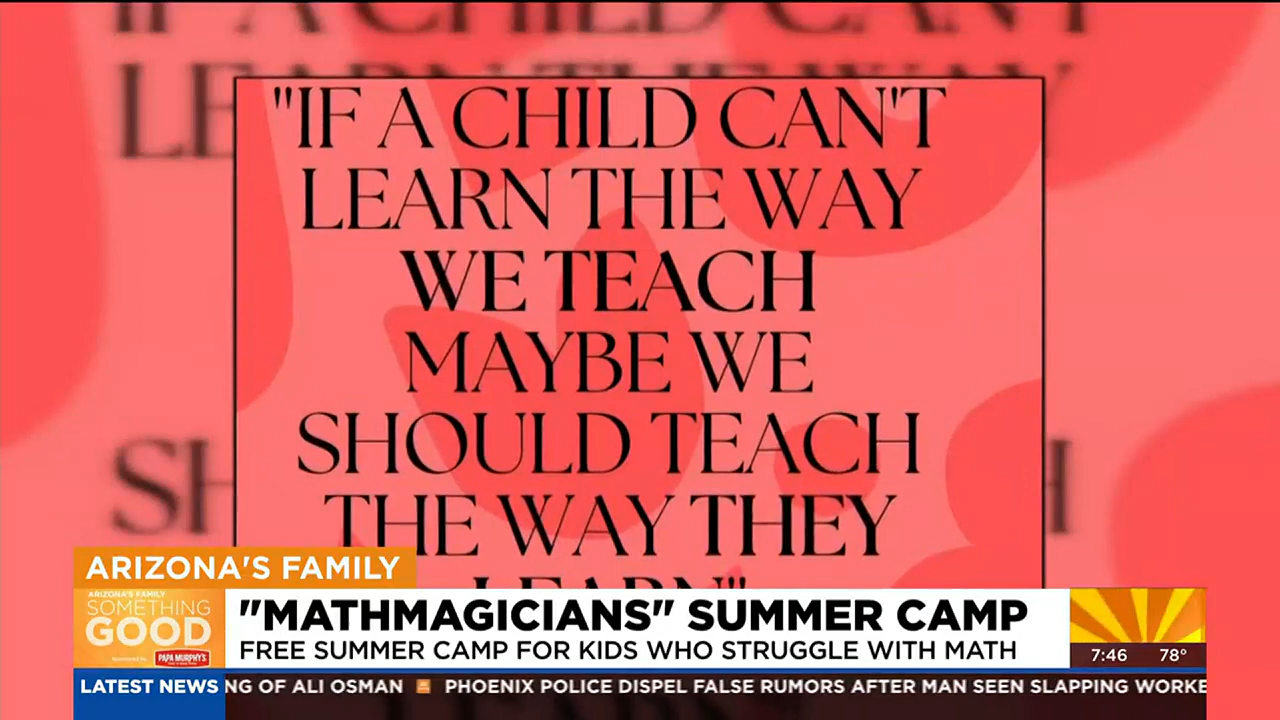 "IF A CHILD CAN'T
LEARN THE WAY
WE TEACH
MAYBE WE
SHOULD TEACH
THE WAY THEY
LEARN"
ARIZONA'S FAMILY
ARIZONA'S FAMILY
SOMETHING
GOOD
PAPA MURPHY'S
"MATHMAGICIANS" SUMMER CAMP
FREE SUMMER CAMP FOR KIDS WHO STRUGGLE WITH MATH
7:46 78°
LATEST NEWS NG OF ALI OSMAN PHOENIX POLICE DISPEL FALSE RUMORS AFTER MAN SEEN SLAPPING WORKE